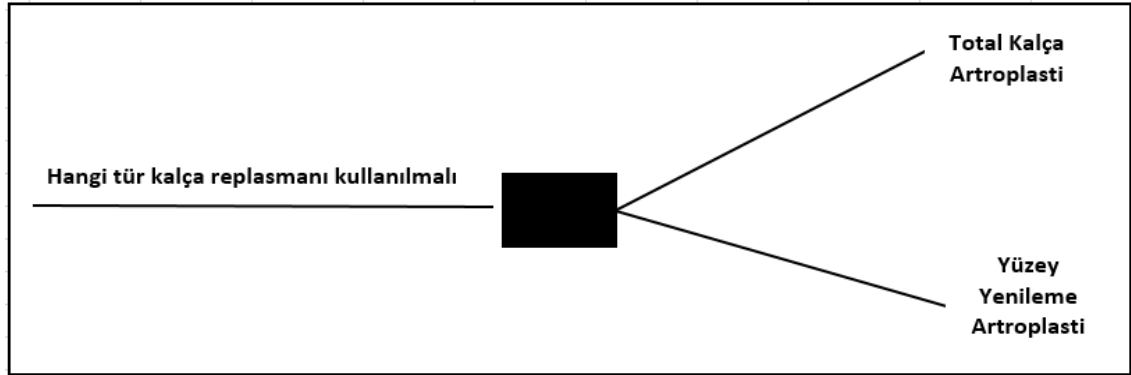 Hangi tür kalça replasmanı kullanılmalı
Total Kalça
Artroplasti
Yüzey
Yenileme
Artroplasti